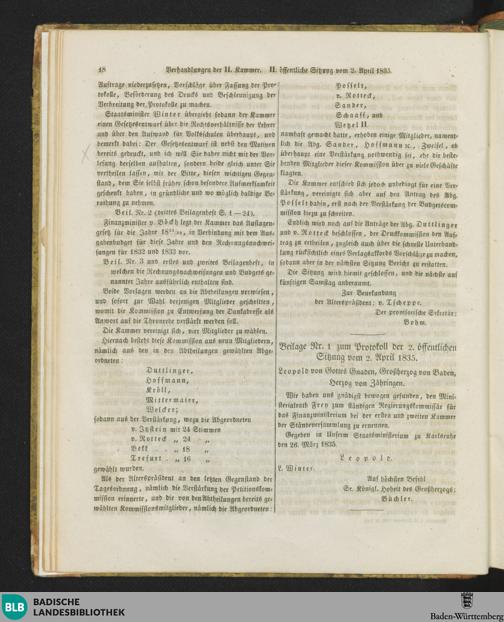 18 Verhandlungen der II. Kammer. II. öffentliche Sitzung vom 2. April 1835.
Auftrage niederzusetzen, Vorschläge über Fassung der Pro-
tokolle, Beförderung des Drucks und Beschleunigung der
Verbreitung der Protokolle zu machen.
Staatsminister Winter übergiebt sodann der Kammer
einen Gesetzesentwurf über die Rechtsverhältnisse der Lehrer
und über den Aufwand für Volksschulen überhaupt, und
bemerkt dabei: Der Gesetzesentwurf ist nebst den Motiven
bereits gedruckt, und ich will Sie daher nicht mit der Vor-
lesung derselben aufhalten, sondern beide gleich unter Sie
vertheilen lassen, mit der Bitte, diesen wichtigen Gegen-
stand, dem Sie selbst früher schon besondere Aufmerksamkeit
geschenkt haben, in gründliche und wo möglich baldige Be-
rathung zu nehmen.
Beil. Nr. 2 (zweites Beilagenheft S. 1 — 24).
Finanzminister v. Böckh legt der Kammer das Auflagen-
gesetz für die Jahre vor, in Verbindung mit dem Aus-
gabenbudget für diese Jahre und den Rechnungsnachwei-
sungen für 1832 und 1833 vor.
Beil. Nr. 3 und erstes und zweites Beilagenheft, in
welchen die Rechnungsnachweisungen und Budgets ge-
nannter Jahre ausführlich enthalten sind.
Beide Vorlagen werden an die Abtheilungen verwiesen,
und sofort zur Wahl derjenigen Mitglieder geschritten,
womit die Kommission zu Entwerfung der Dankadresse als
Antwort auf die Thronrede verstärkt werden soll.
Die Kammer vereinigt sich, vier Mitglieder zu wählen.
Hiernach besteht diese Kommission aus neun Mitgliedern,
nämlich aus den in den Abtheilungen gewählten Abge-
ordneten:
Duttlinger,
Hoffmann,
Kröll,
Mittermaier,
Welcker;
sodann aus der Verstärkung, wozu die Abgeordneten
v. Itzstein mit 24 Stimmen
v. Rotteck „ 24 „
Bekk „ 18 „
Trefurt „ 16 „
gewählt wurden.
Als der Alterspräsident an den letzten Gegenstand der
Tagesordnung, nämlich die Verstärkung der Petitionskom-
mission erinnerte, und die von den Abtheilungen bereits ge-
wählten Kommissionsmitglieder, nämlich die Abgeordneten:
Posselt,
v. Rotteck,
Sander,
Schaaff, und
Wetzel II.
namhaft gemacht hatte, erhoben einige Mitglieder, nament-
lich die Abg. Sander, Hoffmann ꝛc., Zweifel, ob
überhaupt eine Verstärkung nothwendig sei, ehe die beste-
henden Mitglieder dieser Kommission über zu viele Geschäfte
klagten.
Die Kammer entschied sich jedoch unbedingt für eine Ver-
stärkung, vereinigte sich aber auf den Antrag des Abg.
Posselt dahin, erst nach der Verstärkung der Budgetscom-
mission hiezu zu schreiten.
Endlich wird noch auf die Anträge der Abg. Duttlinger
und v. Rotteck beschlossen, der Druckkommission den Auf-
trag zu ertheilen, zugleich auch über die schnelle Unterhand-
lung rücksichtlich eines Verlagsakkords Vorschläge zu machen,
sodann aber in der nächsten Sitzung Bericht zu erstatten.
Die Sitzung wird hiemit geschlossen, und die nächste auf
künftigen Samstag anberaumt.
Zur Beurkundung
der Alterspräsident: v. Tscheppe.
Der provisorische Sekretär:
Bohm.
Beilage Nr. 1 zum Protokoll der 2. öffentlichen
Sitzung vom 2. April 1835.
Leopold von Gottes Gnaden, Großherzog von Baden,
Herzog von Zähringen.
Wir haben uns gnädigst bewogen gefunden, den Mini-
sterialrath Frey zum ständigen Regierungskommissär für
das Finanzministerium bei der ersten und zweiten Kammer
der Ständeversammlung zu ernennen.
Gegeben in Unserm Staatsministerium zu Karlsruhe
den 26. März 1835.
Leopold.
L. Winter.
Auf höchsten Befehl
Sr. Königl. Hoheit des Großherzogs:
Büchler.
BLB BADISCHE
LANDESBIBLIOTHEK
Baden-Württemberg